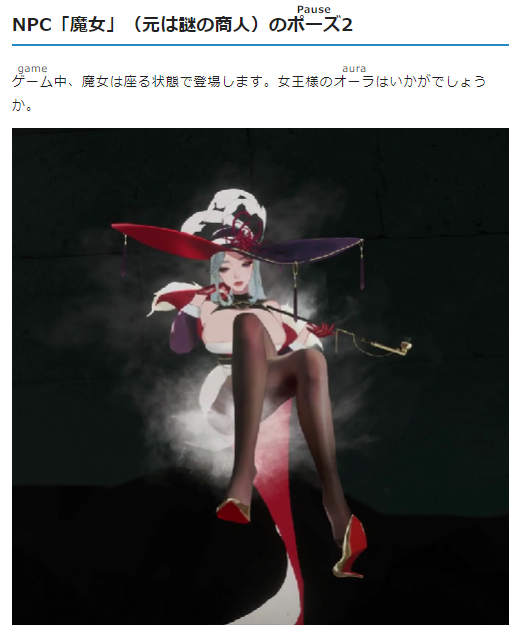 Pause
NPC「魔女」（元は謎の商人）のポーズ2
game aura
ゲーム中、魔女は座る状態で登場します。女王様のオーラはいかがでしょう
か。